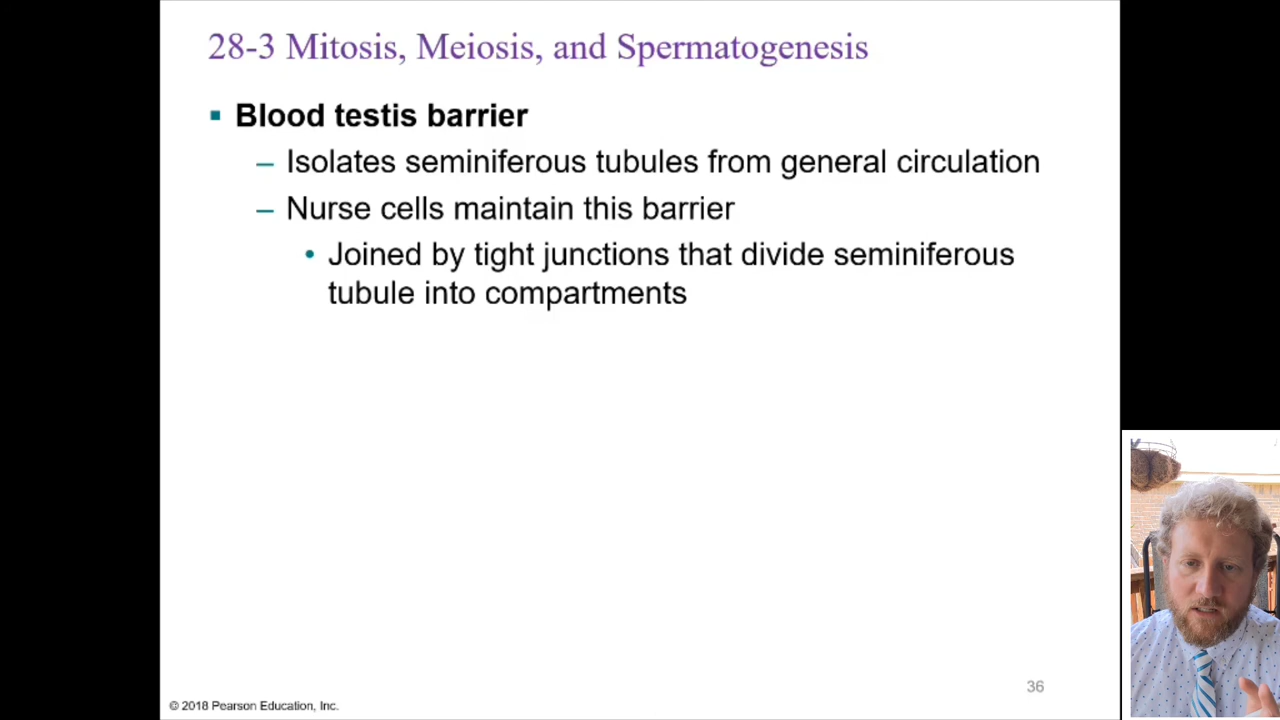 28-3 Mitosis, Meiosis, and Spermatogenesis
▪ Blood testis barrier
– Isolates seminiferous tubules from general circulation
– Nurse cells maintain this barrier
• Joined by tight junctions that divide seminiferous
tubule into compartments
36
© 2018 Pearson Education, Inc.